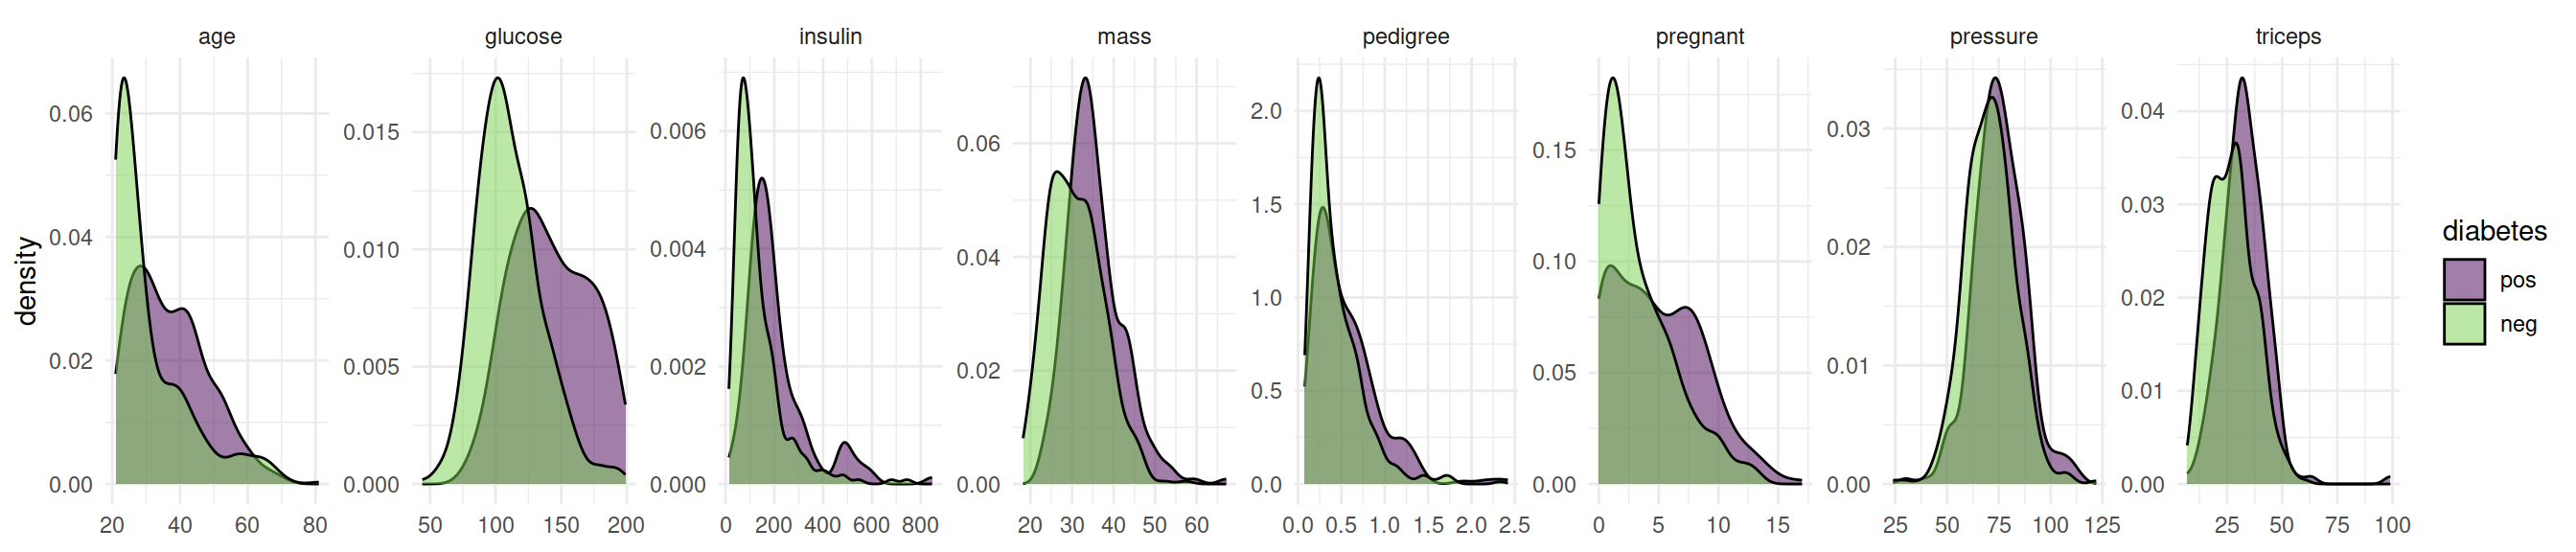 age glucose insulin mass pedigree pregnant pressure triceps
density
0.06
0.04
0.02
0.00
0.015
0.010
0.005
0.000
0.006
0.004
0.002
0.000
0.06
0.04
0.02
0.00
2.0
1.5
1.0
0.5
0.0
0.15
0.10
0.05
0.00
0.03
0.02
0.01
0.00
0.04
0.03
0.02
0.01
0.00
20 40 60 80
50 100 150 200
0 200 400 600 800
20 30 40 50 60
0.0 0.5 1.0 1.5 2.0 2.5
0 5 10 15
25 50 75 100 125
25 50 75 100
diabetes
pos
neg